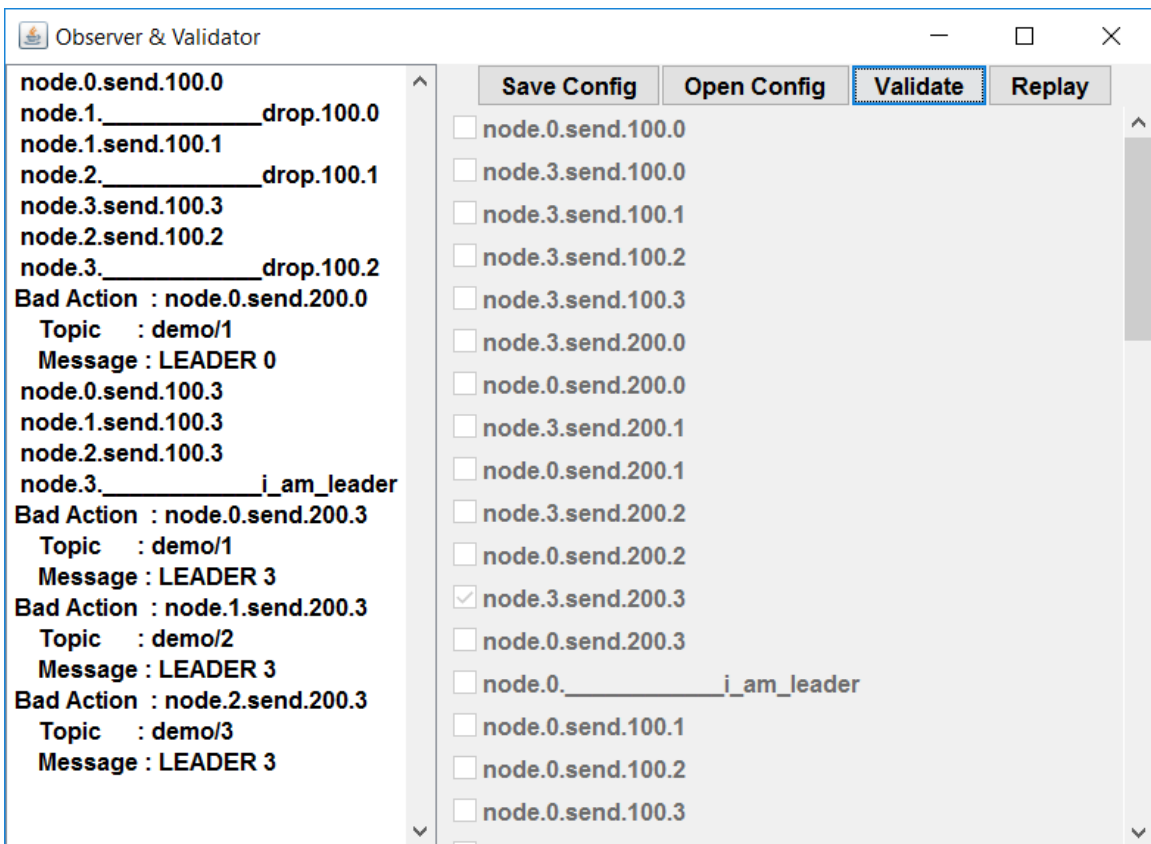 Observer & Validator
node.0.send.100.0
node.1._____________drop.100.0
node.1.send.100.1
node.2._____________drop.100.1
node.3.send.100.3
node.2.send.100.2
node.3._____________drop.100.2
Bad Action : node.0.send.200.0
Topic : demo/1
Message : LEADER 0
node.0.send.100.3
node.1.send.100.3
node.2.send.100.3
node.3._____________i_am_leader
Bad Action : node.0.send.200.3
Topic : demo/1
Message : LEADER 3
Bad Action : node.1.send.200.3
Topic : demo/2
Message : LEADER 3
Bad Action : node.2.send.200.3
Topic : demo/3
Message : LEADER 3
Save Config Open Config Validate Replay
node.0.send.100.0
node.3.send.100.0
node.3.send.100.1
node.3.send.100.2
node.3.send.100.3
node.3.send.200.0
node.0.send.200.0
node.3.send.200.1
node.0.send.200.1
node.3.send.200.2
node.0.send.200.2
node.3.send.200.3
node.0.send.200.3
node.0._____________i_am_leader
node.0.send.100.1
node.0.send.100.2
node.0.send.100.3